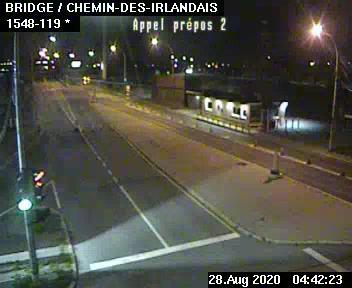 BRIDGE / CHEMIN-DES-IRLANDAIS
1548-119 *
Appel prépos 2
28.Aug 2020 04:42:23